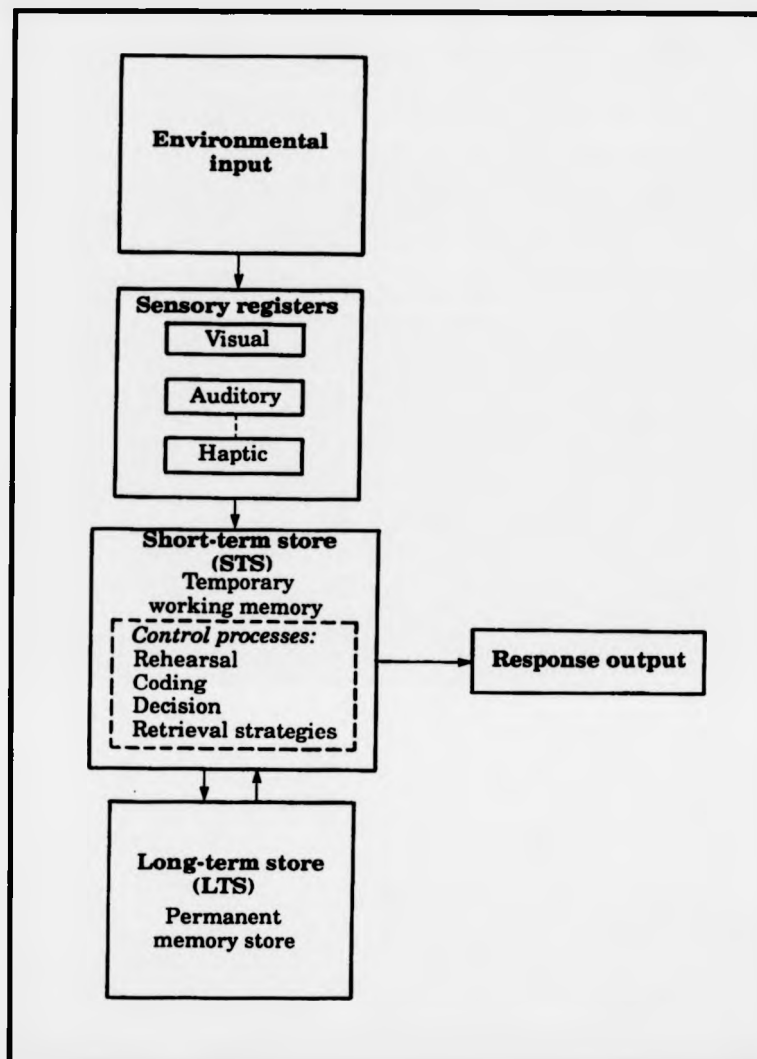 Environmental
input
Sensory registers
Visual
Auditory
Haptic
Short-term store
(STS)
Temporary
working memory
Control processes:
Rehearsal
Coding
Decision
Retrieval strategies
Response output
Long-term store
(LTS)
Permanent
memory store